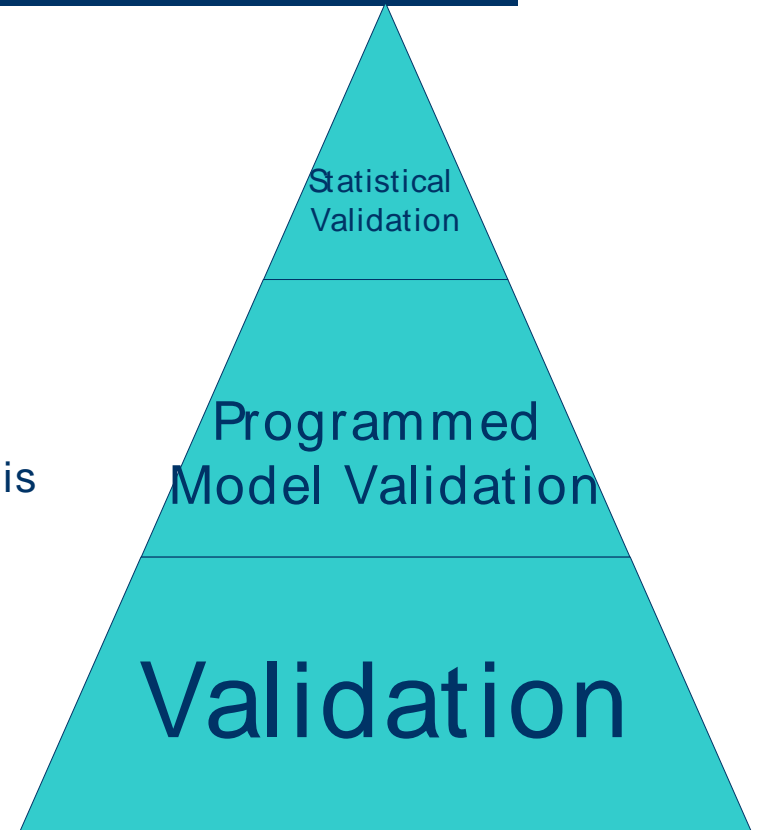 Statistical
Validation
Programmed
is
Model Validation
Validation